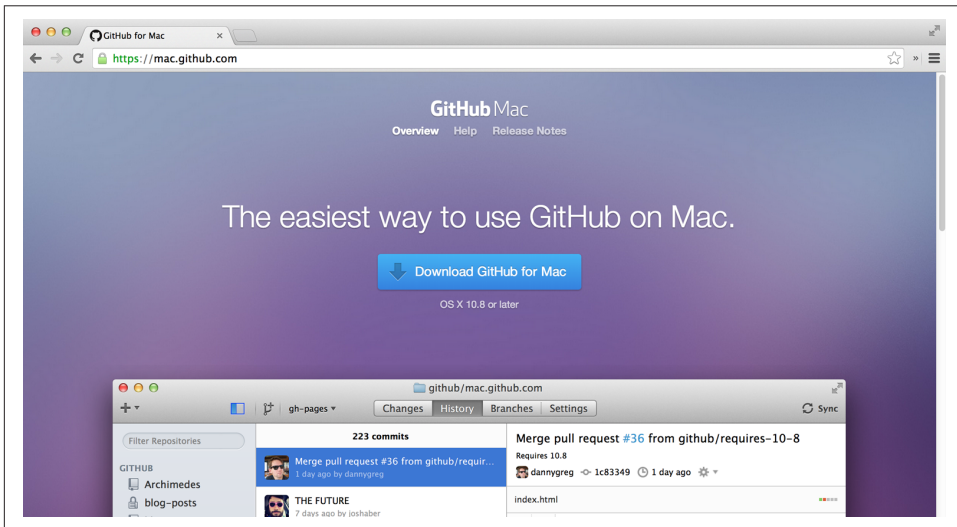 GitHub for Mac
https://mac.github.com
GitHub Mac
Overview Help Release Notes
The easiest way to use GitHub on Mac.
Download GitHub for Mac
OS X 10.8 or later
github/mac.github.com
gh-pages
Changes History Branches Settings
Sync
Filter Repositories
GITHUB
Archimedes
blog-posts
223 commits
Merge pull request #36 from github/requir...
1 day ago by dannygreg
THE FUTURE
7 days ago by joshaber
Merge pull request #36 from github/requires-10-8
Requires 10.8
dannygreg 1c83349 1 day ago
index.html